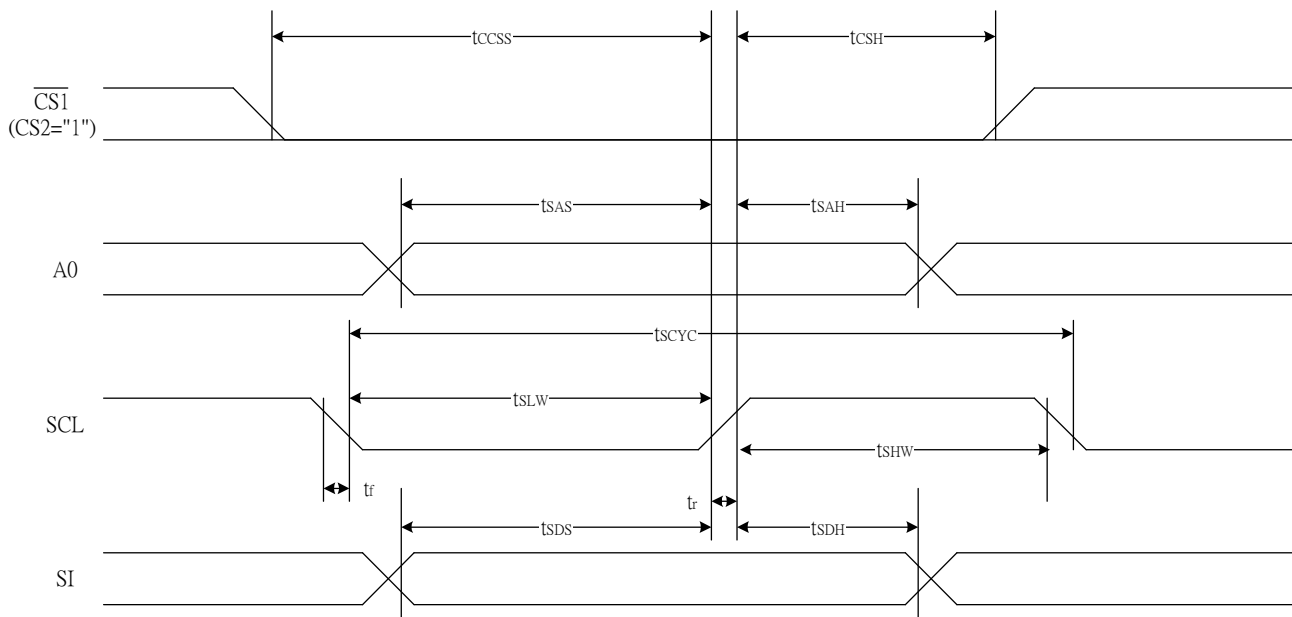 tCCSS
tCSH
CS1
(CS2="1")
tSAS
tSAH
A0
tSCYC
tSLW
SCL
tSHW
tf
tr
tSDS
tSDH
SI